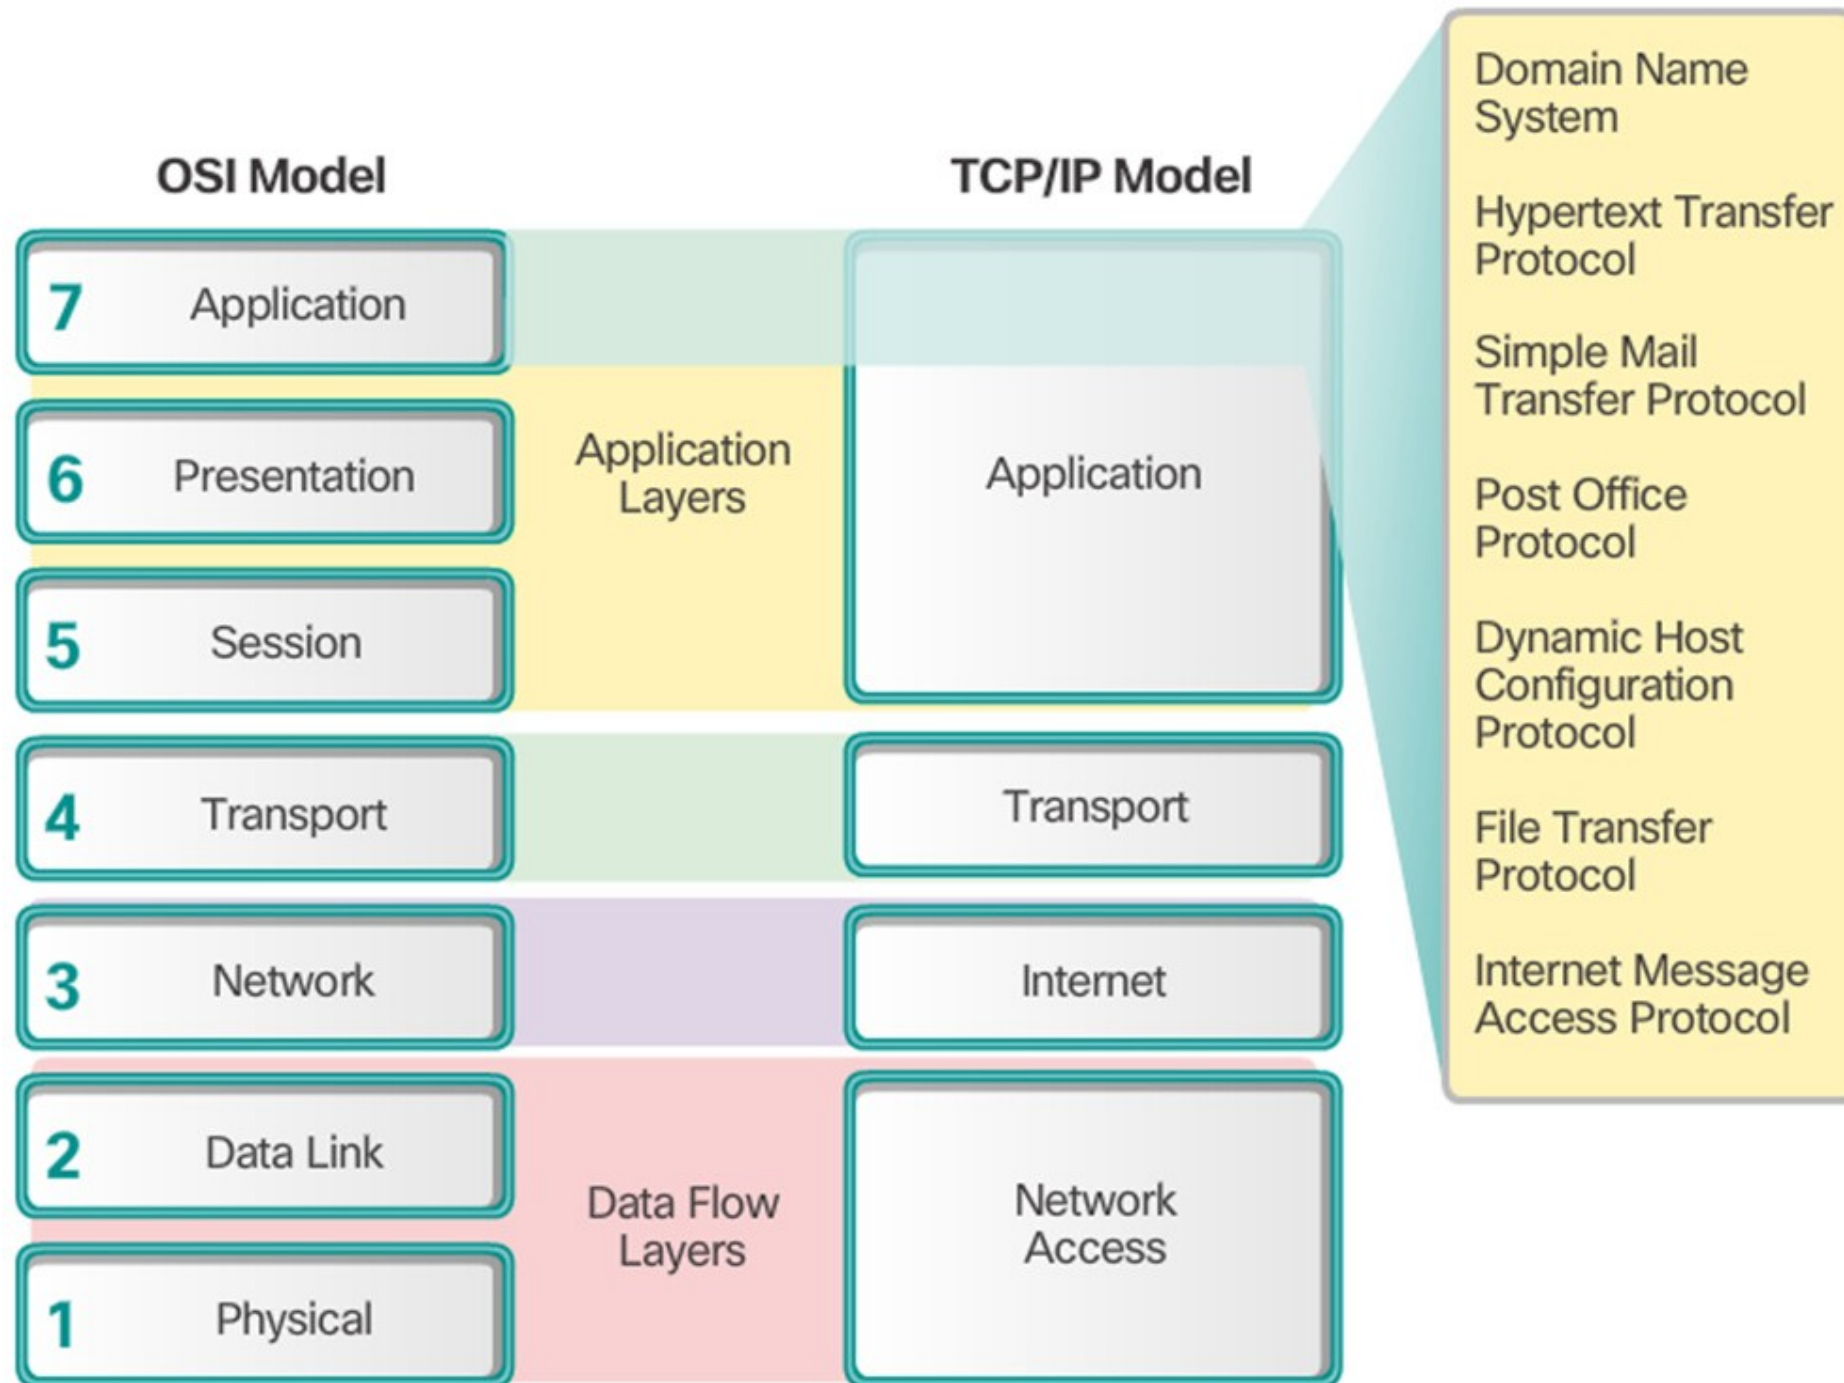 OSI Model
TCP/IP Model
7 Application
6 Presentation
5 Session
4 Transport
3 Network
2 Data Link
1 Physical
Application
Layers
Data Flow
Layers
Application
Transport
Internet
Network
Access
Domain Name
System
Hypertext Transfer
Protocol
Simple Mail
Transfer Protocol
Post Office
Protocol
Dynamic Host
Configuration
Protocol
File Transfer
Protocol
Internet Message
Access Protocol